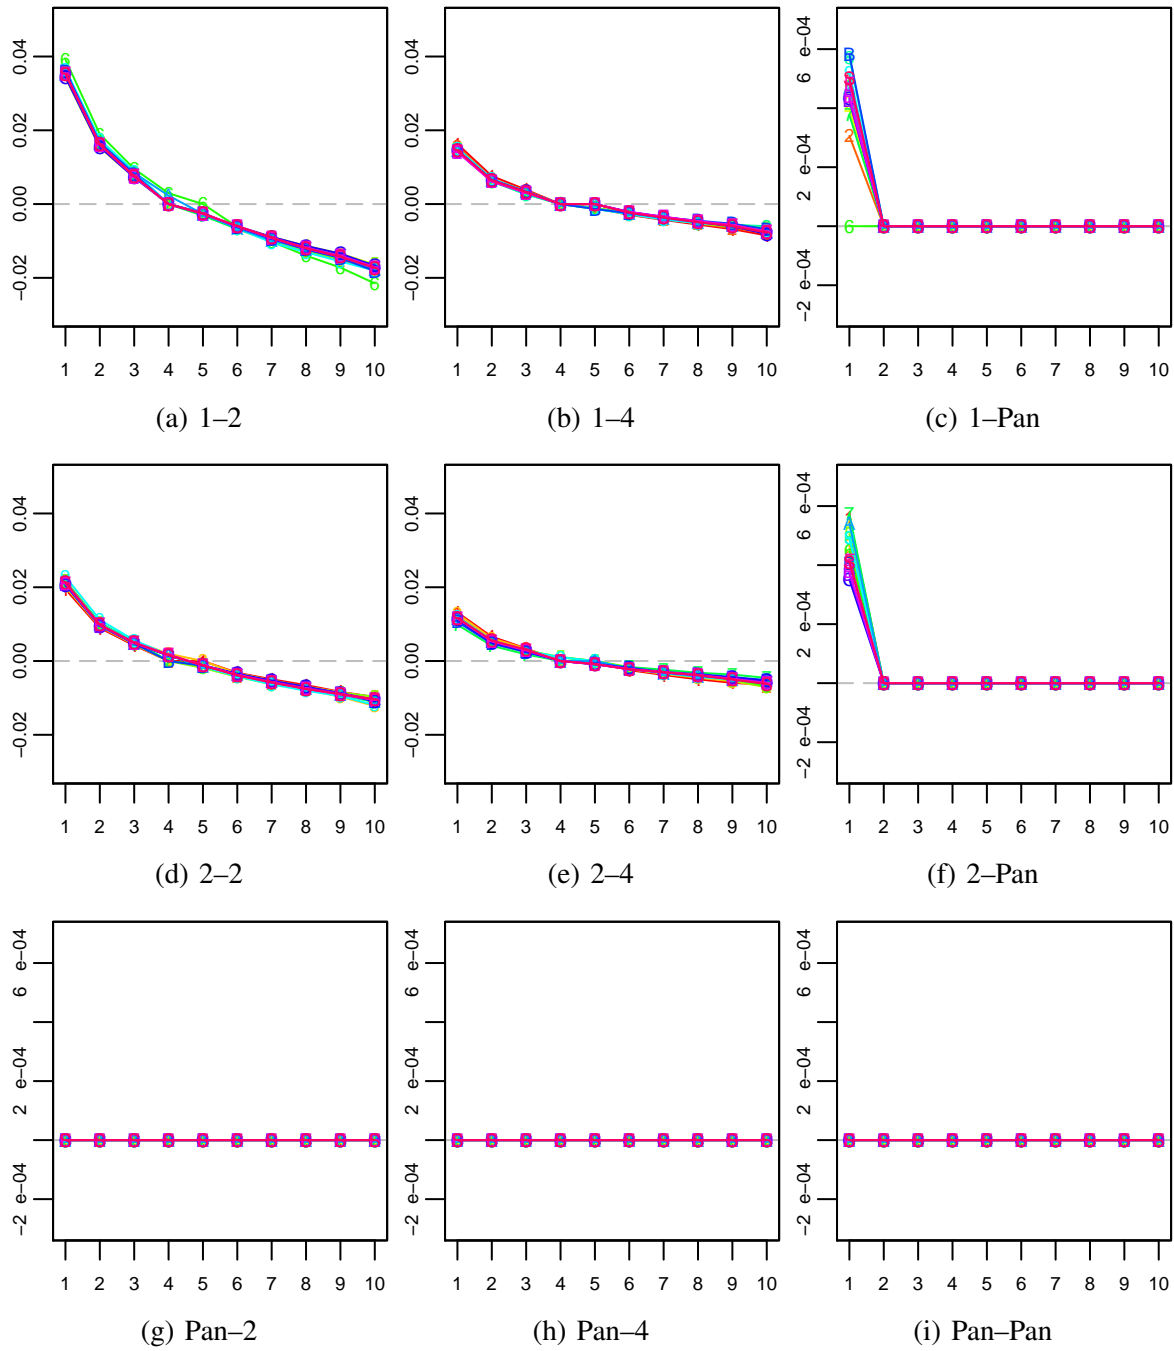 0.04
0.02
0.00
−0.02
1 2 3 4 5 6 7 8 9 10
(a) 1–2
0.04
0.02
0.00
−0.02
1 2 3 4 5 6 7 8 9 10
(b) 1–4
6 e−04
2 e−04
−2 e−04
1 2 3 4 5 6 7 8 9 10
(c) 1–Pan
0.04
0.02
0.00
−0.02
1 2 3 4 5 6 7 8 9 10
(d) 2–2
0.04
0.02
0.00
−0.02
1 2 3 4 5 6 7 8 9 10
(e) 2–4
6 e−04
2 e−04
−2 e−04
1 2 3 4 5 6 7 8 9 10
(f) 2–Pan
6 e−04
2 e−04
−2 e−04
1 2 3 4 5 6 7 8 9 10
(g) Pan–2
6 e−04
2 e−04
−2 e−04
1 2 3 4 5 6 7 8 9 10
(h) Pan–4
6 e−04
2 e−04
−2 e−04
1 2 3 4 5 6 7 8 9 10
(i) Pan–Pan